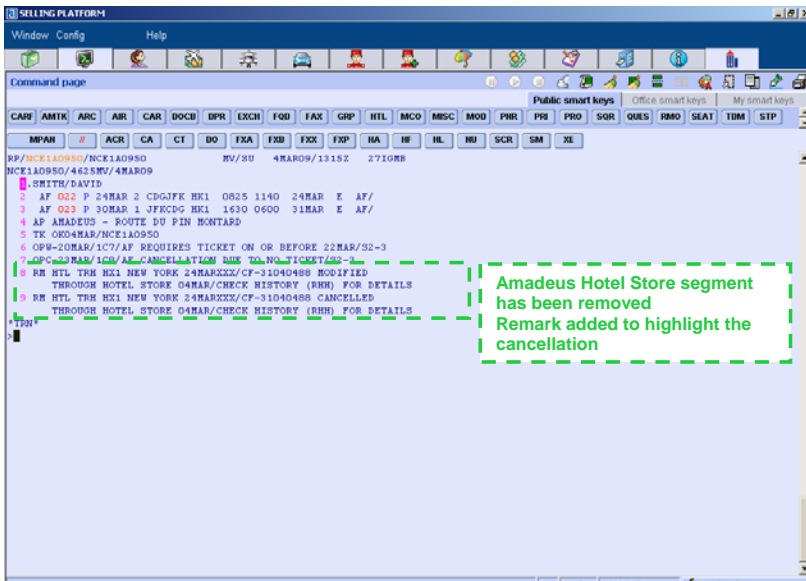 SELLING PLATFORM
Window Config Help
Command page
Public smart keys Office smart keys My smart keys
CARF AMTK ARC AIR CAR DOCU DPR EXCH FQD FAX GRP HTL MCO MISC MOD PNR PRI PRO SQR QUES RMO SEAT TDM STP
MPAN // ACR CA CT DO FXA FXB FXX FXP HA HF HL NU SCR SM XE
RP/NCE1A0950/NCE1A0950 MV/SU 4MAR09/1315Z 27IGMB
NCE1A0950/4625MV/4MAR09
1.SMITH/DAVID
2 AF 022 P 24MAR 2 CDGJFK HK1 0825 1140 24MAR E AF/
3 AF 023 P 30MAR 1 JFKCDG HK1 1630 0600 31MAR E AF/
4 AP AMADEUS - ROUTE DU PIN MONTARD
5 TK OK04MAR/NCE1A0950
6 OPW-20MAR/1C7/AF REQUIRES TICKET ON OR BEFORE 22MAR/S2-3
7 OPC-23MAR/1C8/AF CANCELLATION DUE TO NO TICKET/S2-3
8 RM HTL TRH HX1 NEW YORK 24MARXXX/CF-31040488 MODIFIED
THROUGH HOTEL STORE 04MAR/CHECK HISTORY (RHH) FOR DETAILS
9 RM HTL TRH HX1 NEW YORK 24MARXXX/CF-31040488 CANCELLED
THROUGH HOTEL STORE 04MAR/CHECK HISTORY (RHH) FOR DETAILS
*TRN*
>
Amadeus Hotel Store segment
has been removed
Remark added to highlight the
cancellation